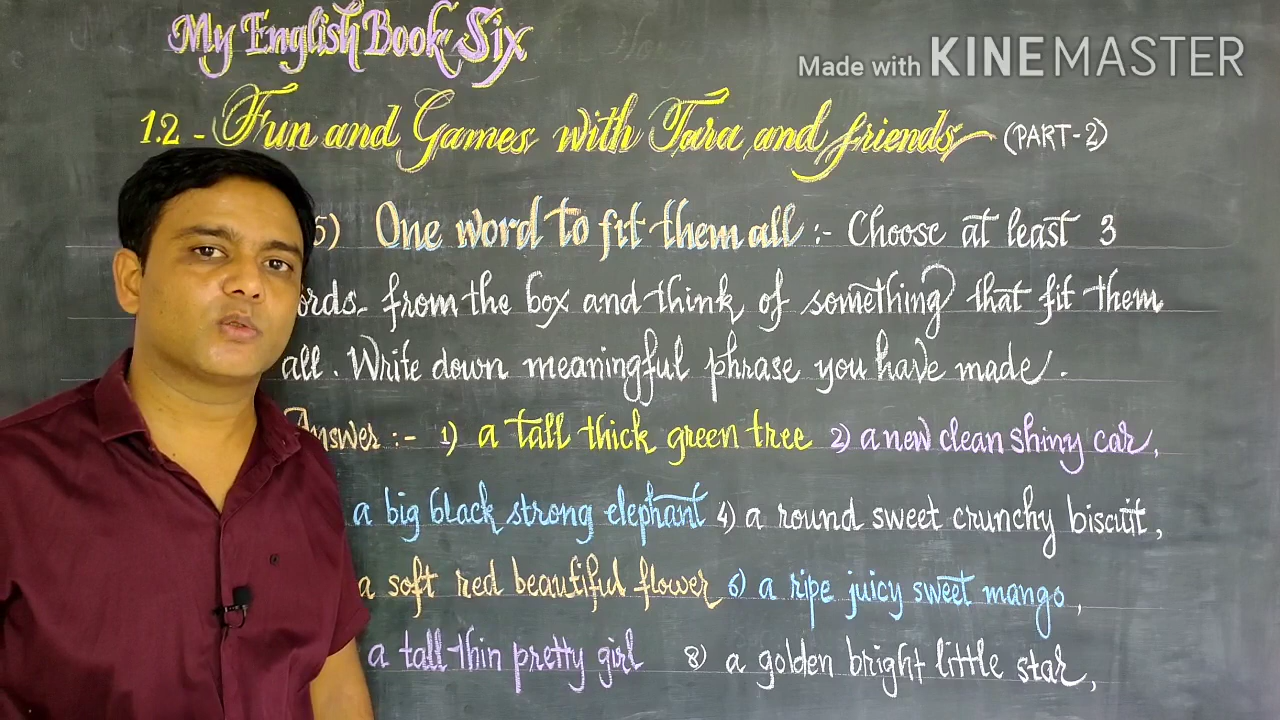 My English Book Six
Made with KINEMASTER
1.2 - Fun and Games with Tara and friends (PART-2)
5) One word to fit them all :- Choose at least 3
ords from the box and think of something that fit them
all. Write down meaningful phrase you have made.
Answer :- 1) a tall thick green tree 2) a new clean shiny car,
a big black strong elephant 4) a round sweet crunchy biscuit,
a soft red beautiful flower 6) a ripe juicy sweet mango,
a tall thin pretty girl 8) a golden bright little star,